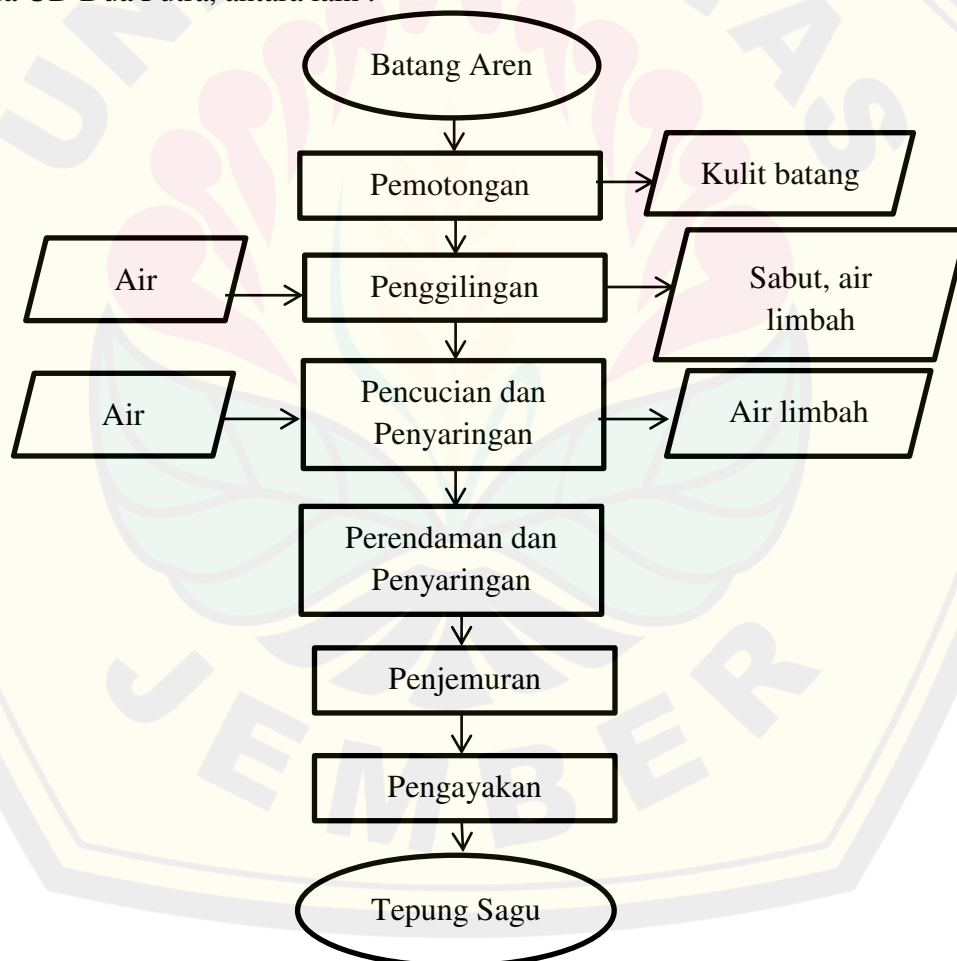 UD Dua Putra, antara lain :
Batang Aren
Pemotongan
Kulit batang
Air
Penggilingan
Sabut, air
limbah
Air
Pencucian dan
Penyaringan
Air limbah
Perendaman dan
Penyaringan
Penjemuran
Pengayakan
Tepung Sagu
JEMBER